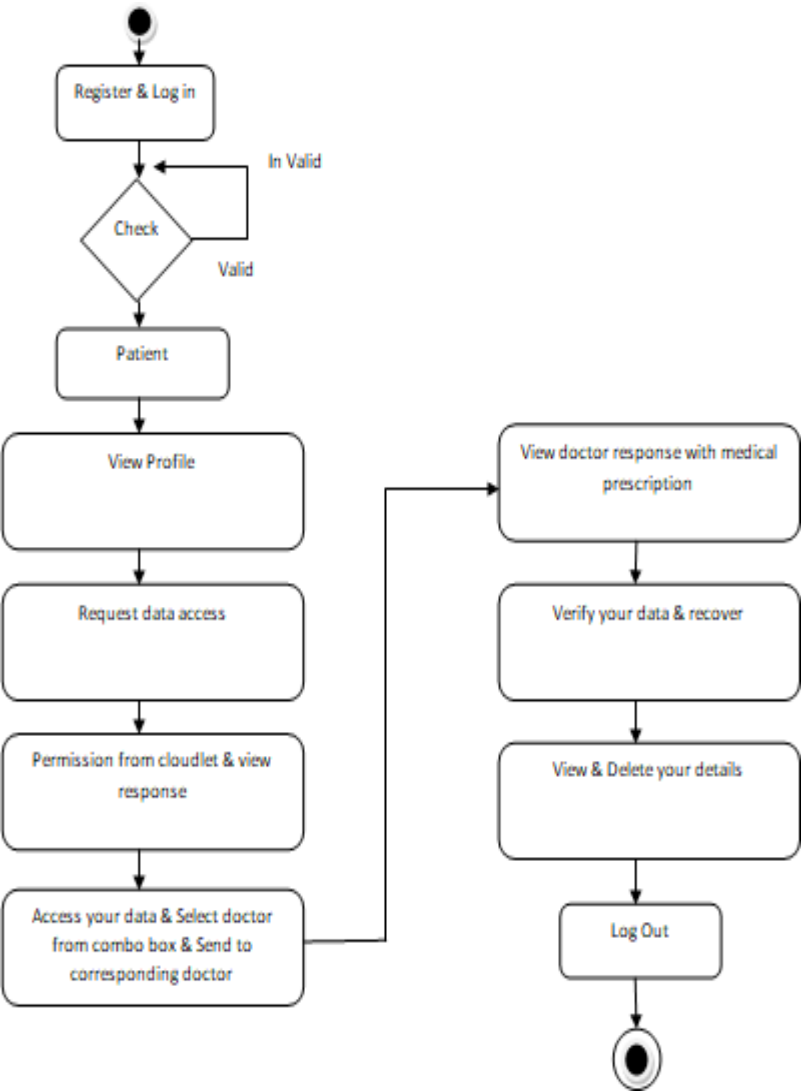 Register & Log in
In Valid
Check
Valid
Patient
View Profile
Request data access
Permission from cloudlet & view
response
Access your data & Select doctor
from combo box & Send to
corresponding doctor
View doctor response with medical
prescription
Verify your data & recover
View & Delete your details
Log Out